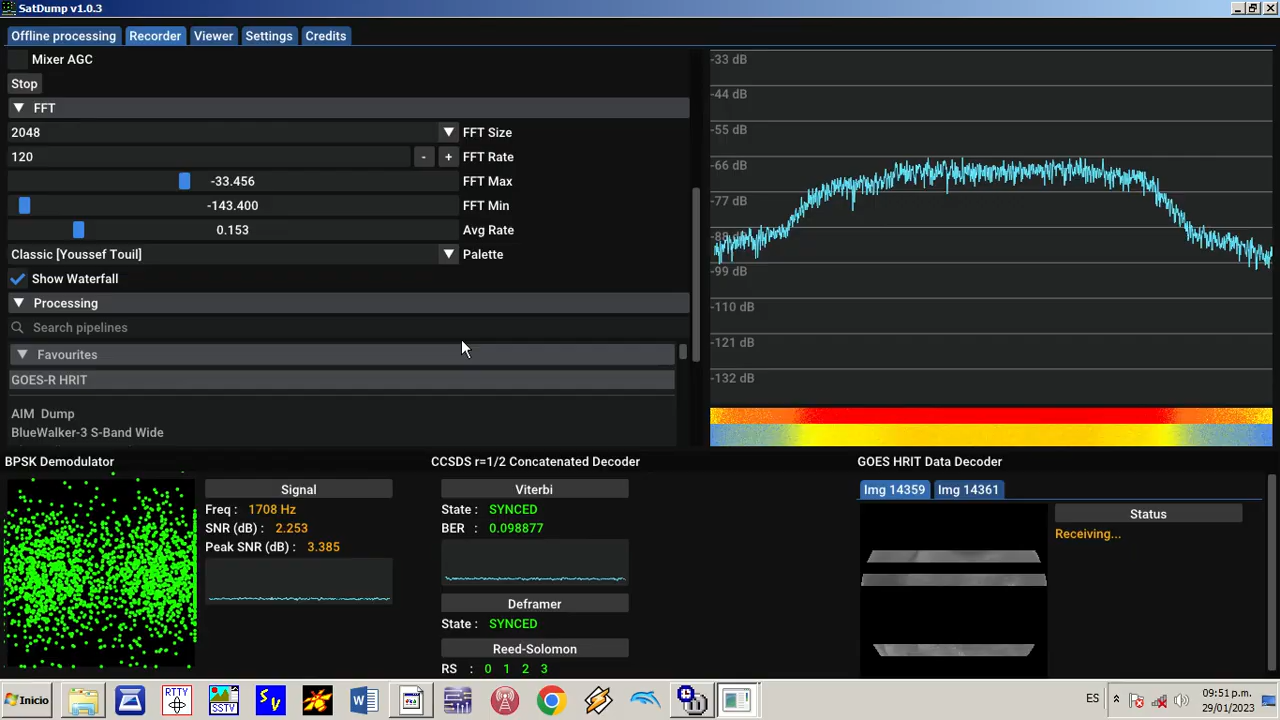 SatDump v1.0.3
Offline processing Recorder Viewer Settings Credits
Mixer AGC
Stop
FFT
2048 FFT Size
120 - + FFT Rate
-33.456 FFT Max
-143.400 FFT Min
0.153 Avg Rate
Classic [Youssef Touil] Palette
Show Waterfall
Processing
Search pipelines
Favourites
GOES-R HRIT
AIM Dump
BlueWalker-3 S-Band Wide
-33 dB
-44 dB
-55 dB
-66 dB
-77 dB
-88 dB
-99 dB
-110 dB
-121 dB
-132 dB
BPSK Demodulator
Signal
Freq : 1708 Hz
SNR (dB) : 2.253
Peak SNR (dB) : 3.385
CCSDS r=1/2 Concatenated Decoder
Viterbi
State : SYNCED
BER : 0.098877
Deframer
State : SYNCED
Reed-Solomon
RS : 0 1 2 3
GOES HRIT Data Decoder
Img 14359 Img 14361
Status
Receiving...
Inicio
RTTY
SSTV
S V
ES
09:51 p.m.
29/01/2023